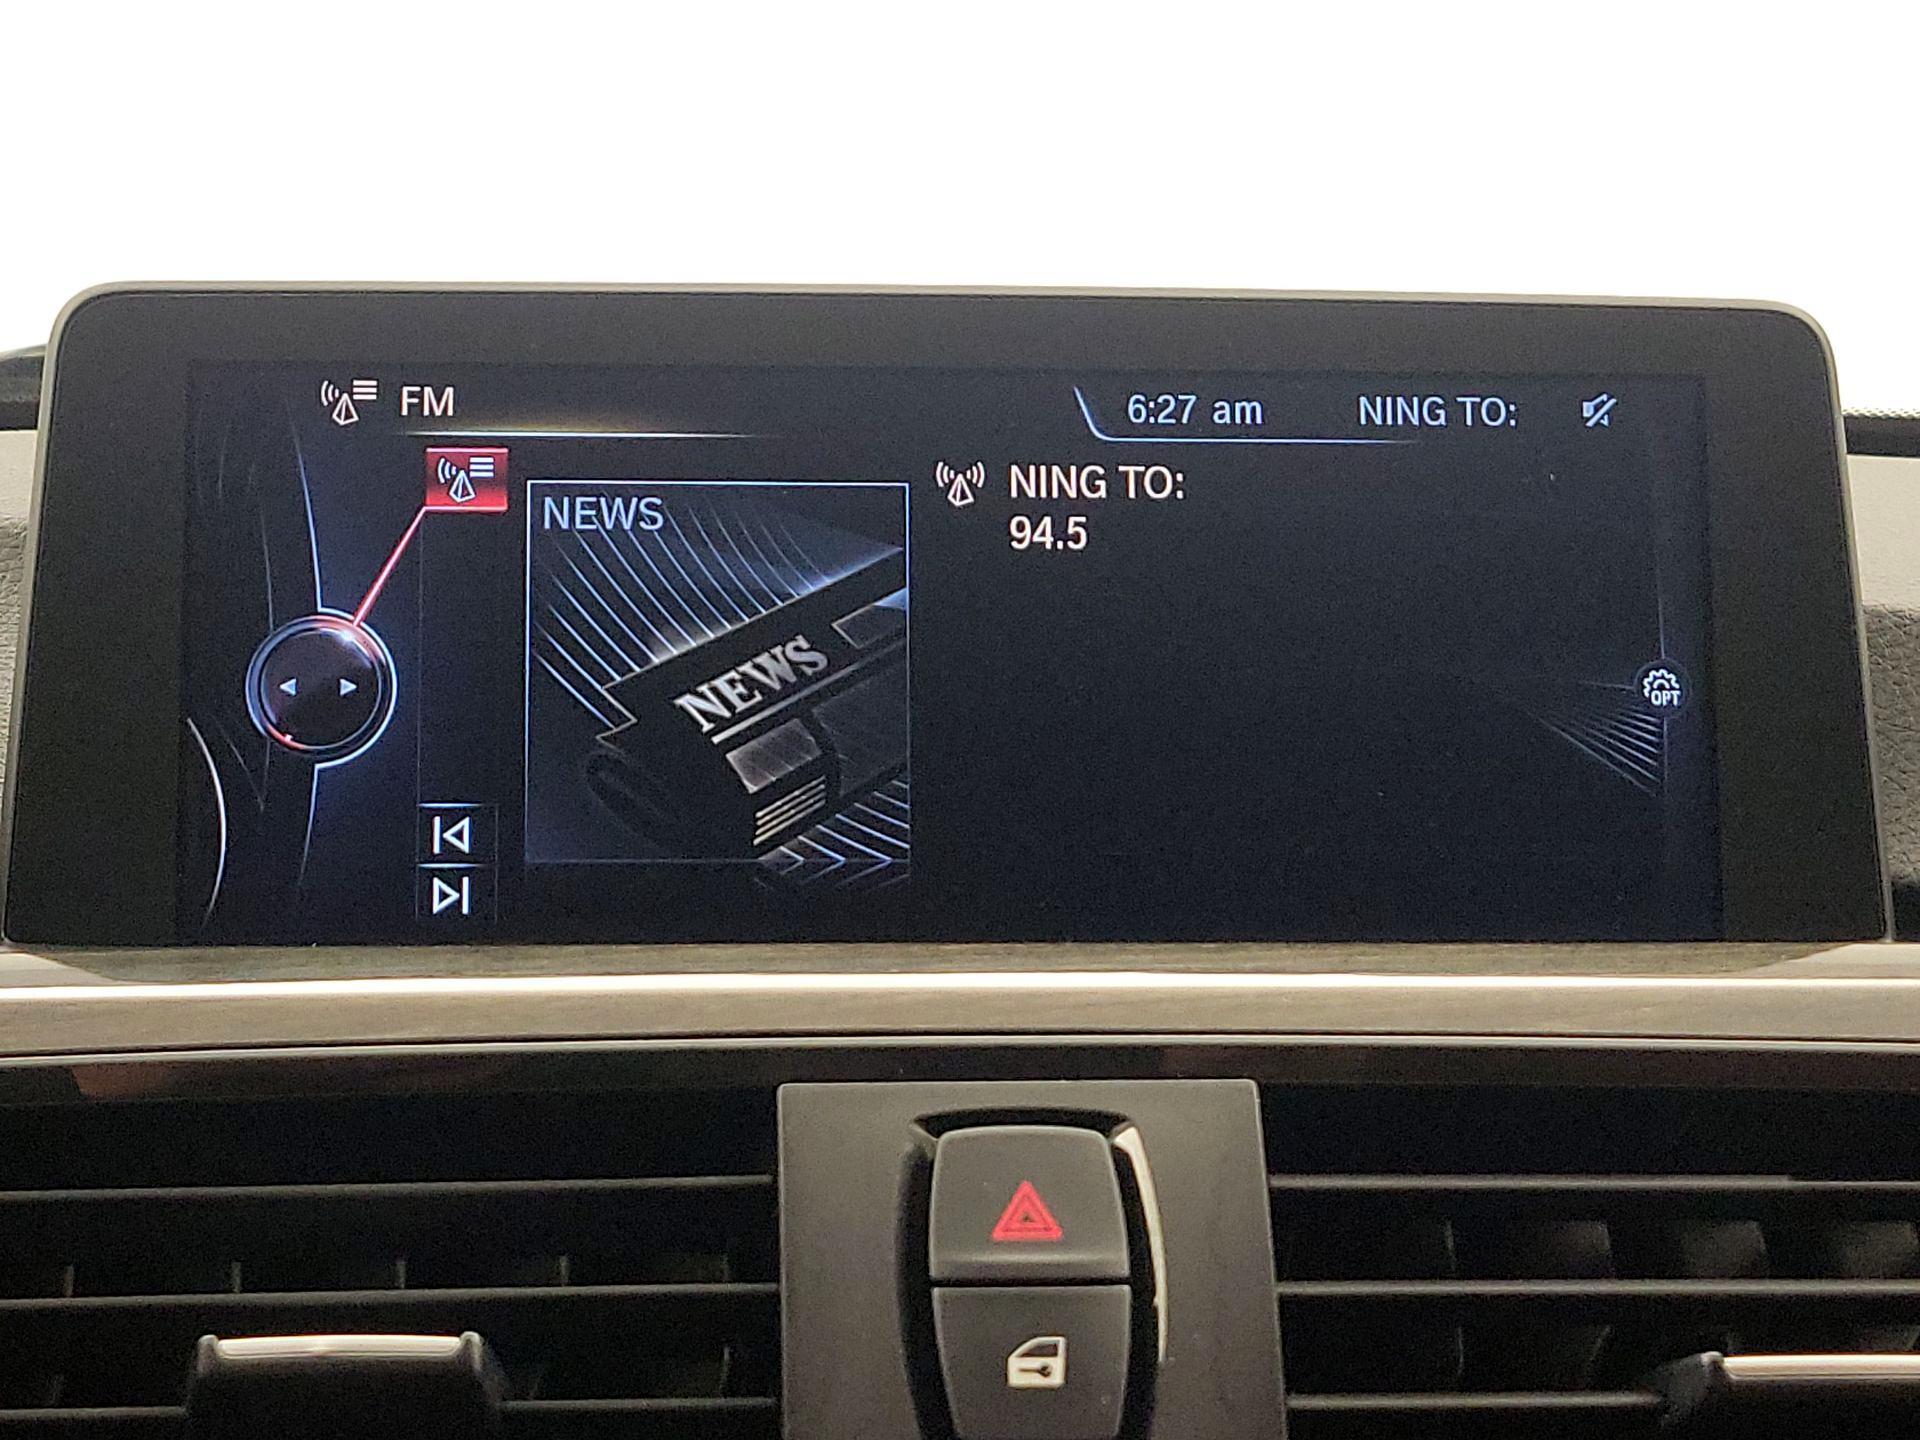 FM
6:27 am
NING TO:
NEWS
NING TO:
94.5
NEWS
OPT